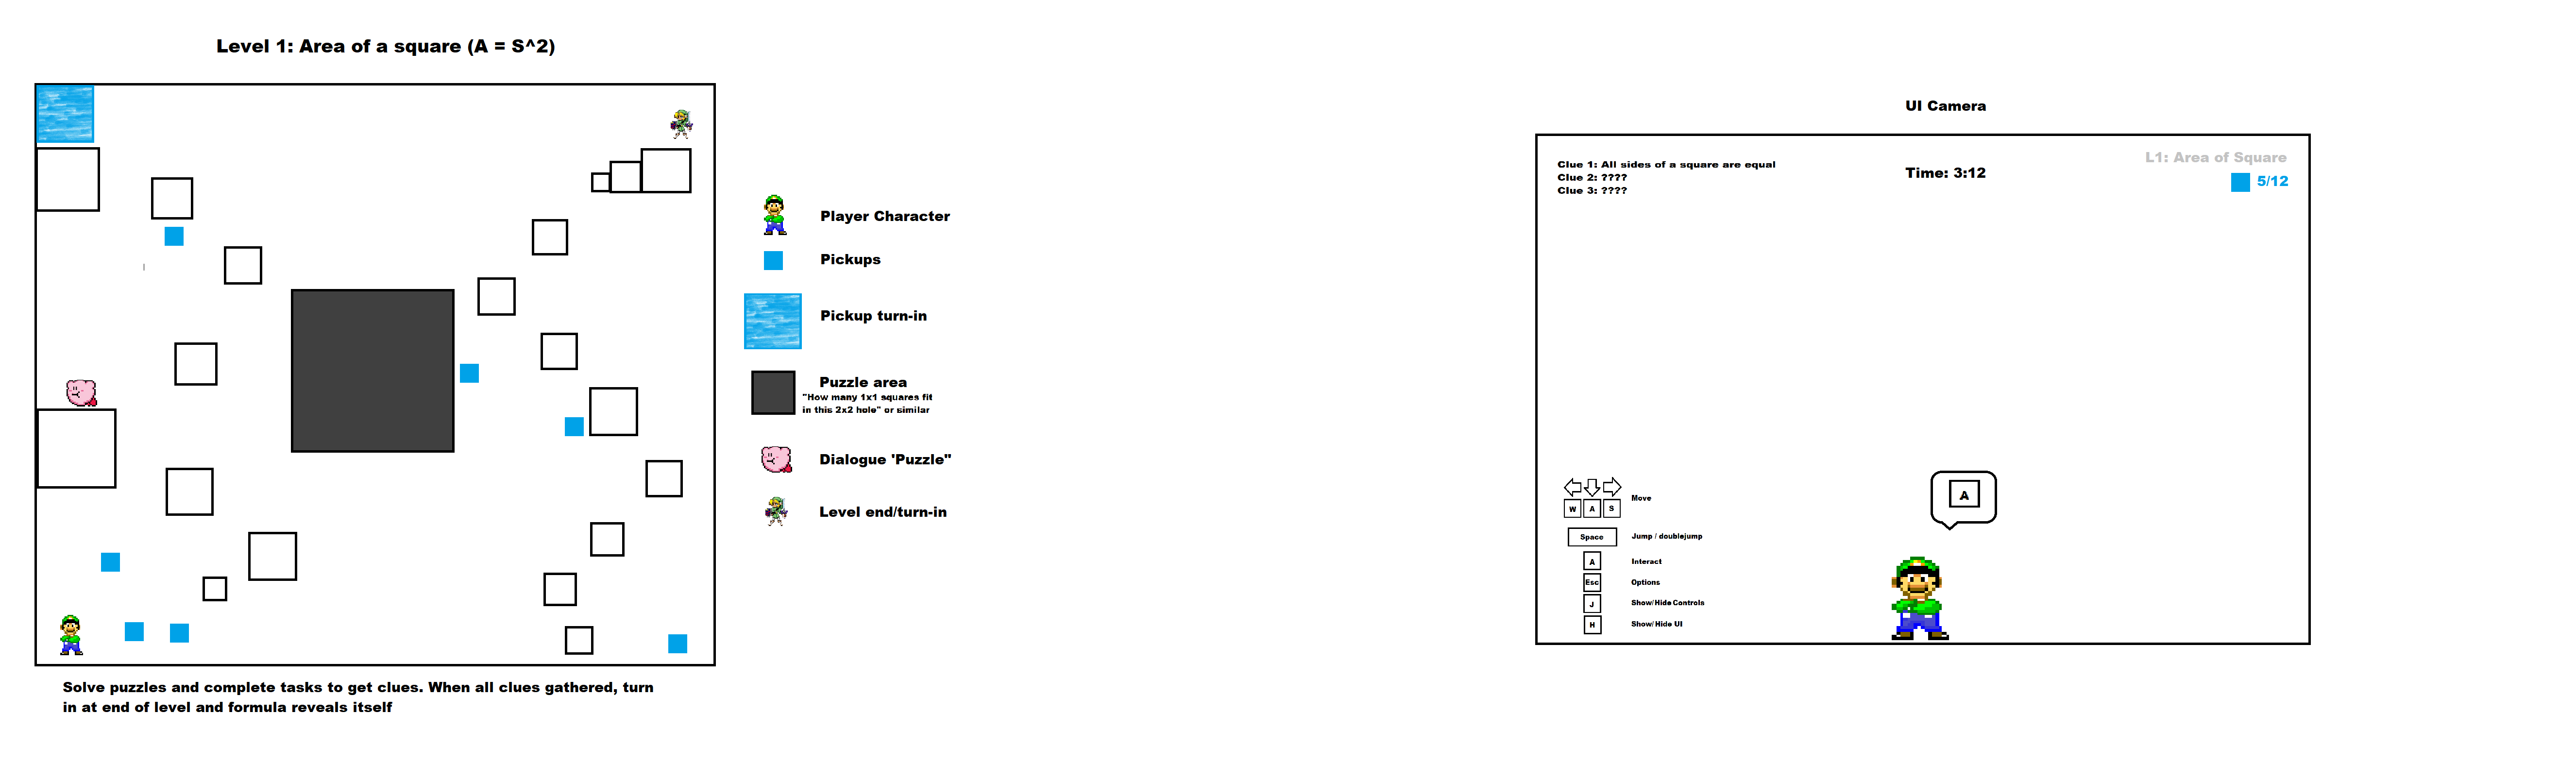 Level 1: Area of a square (A = S^2)
Player Character
Pickups
Pickup turn-in
Puzzle area
"How many 1x1 squares fit
in this 2x2 hole" or similar
Dialogue 'Puzzle"
Level end/turn-in
Solve puzzles and complete tasks to get clues. When all clues gathered, turn
in at end of level and formula reveals itself
UI Camera
Clue 1: All sides of a square are equal
Clue 2: ????
Clue 3: ????
Time: 3:12
L1: Area of Square
5/12
W A S Move
Space Jump / doublejump
A Interact
Esc Options
J Show/Hide Controls
H Show/Hide UI
A